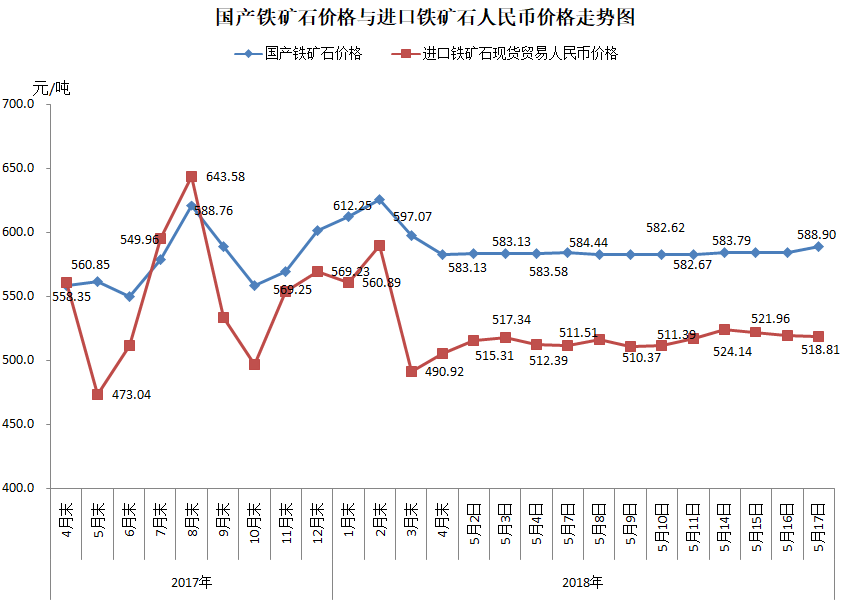 国产铁矿石价格与进口铁矿石人民币价格走势图
国产铁矿石价格 进口铁矿石现货贸易人民币价格
元/吨
700.0
650.0
600.0
550.0
500.0
450.0
400.0
558.35
560.85
549.96
588.76
569.25
612.25
597.07
583.13
583.13
583.58
584.44
582.62
582.67
583.79
588.90
473.04
643.58
569.23
560.89
490.92
515.31
517.34
512.39
511.51
510.37
511.39
524.14
521.96
518.81
4月末
5月末
6月末
7月末
8月末
9月末
10月末
11月末
12月末
1月末
2月末
3月末
4月末
5月2日
5月3日
5月4日
5月7日
5月8日
5月9日
5月10日
5月11日
5月14日
5月15日
5月16日
5月17日
2017年 2018年